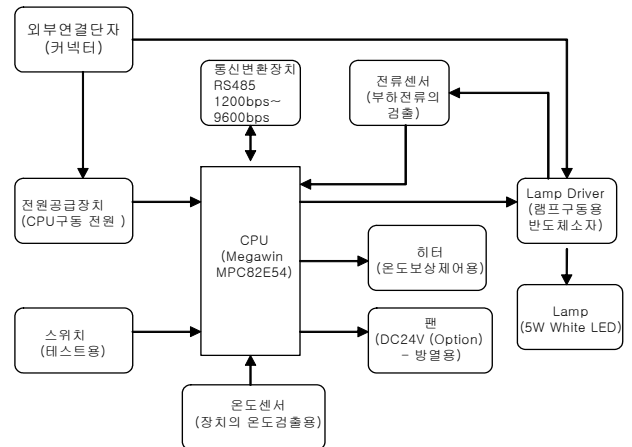 외부연결단자
(커넥터)
통신변환장치
RS485
1200bps~
9600bps
전류센서
(부하전류의
검출)
전원공급장치
(CPU구동 전원 )
CPU
(Megawin
MPC82E54)
Lamp Driver
(램프구동용
반도체소자)
히터
(온도보상제어용)
스위치
(테스트용)
팬
(DC24V (Option)
- 방열용)
Lamp
(5W White LED)
온도센서
(장치의 온도검출용)